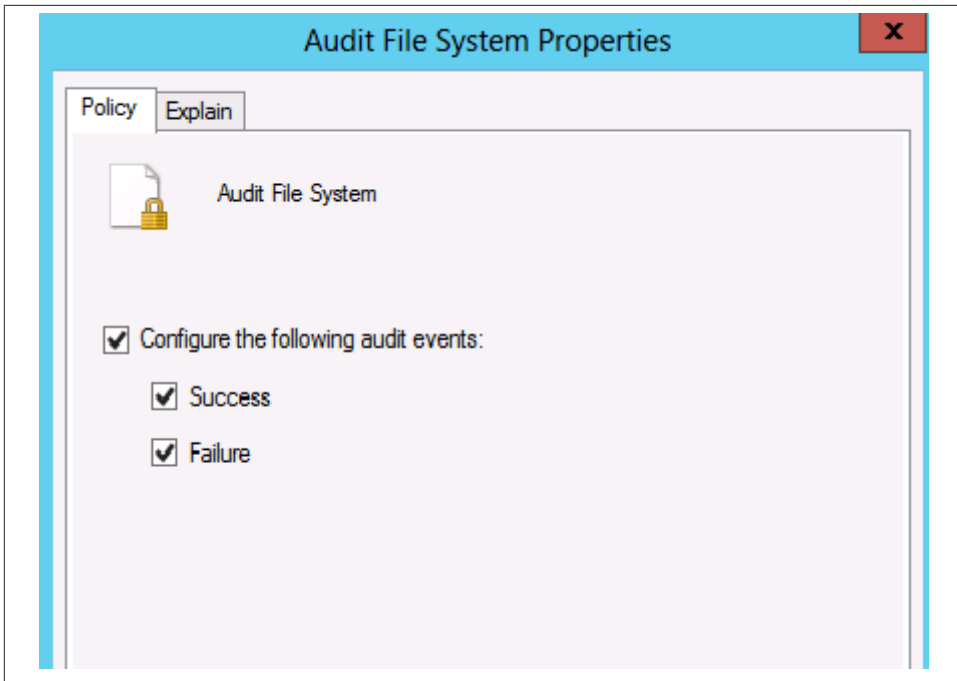 Audit File System Properties
x
Policy Explain
Audit File System
Configure the following audit events:
Success
Failure